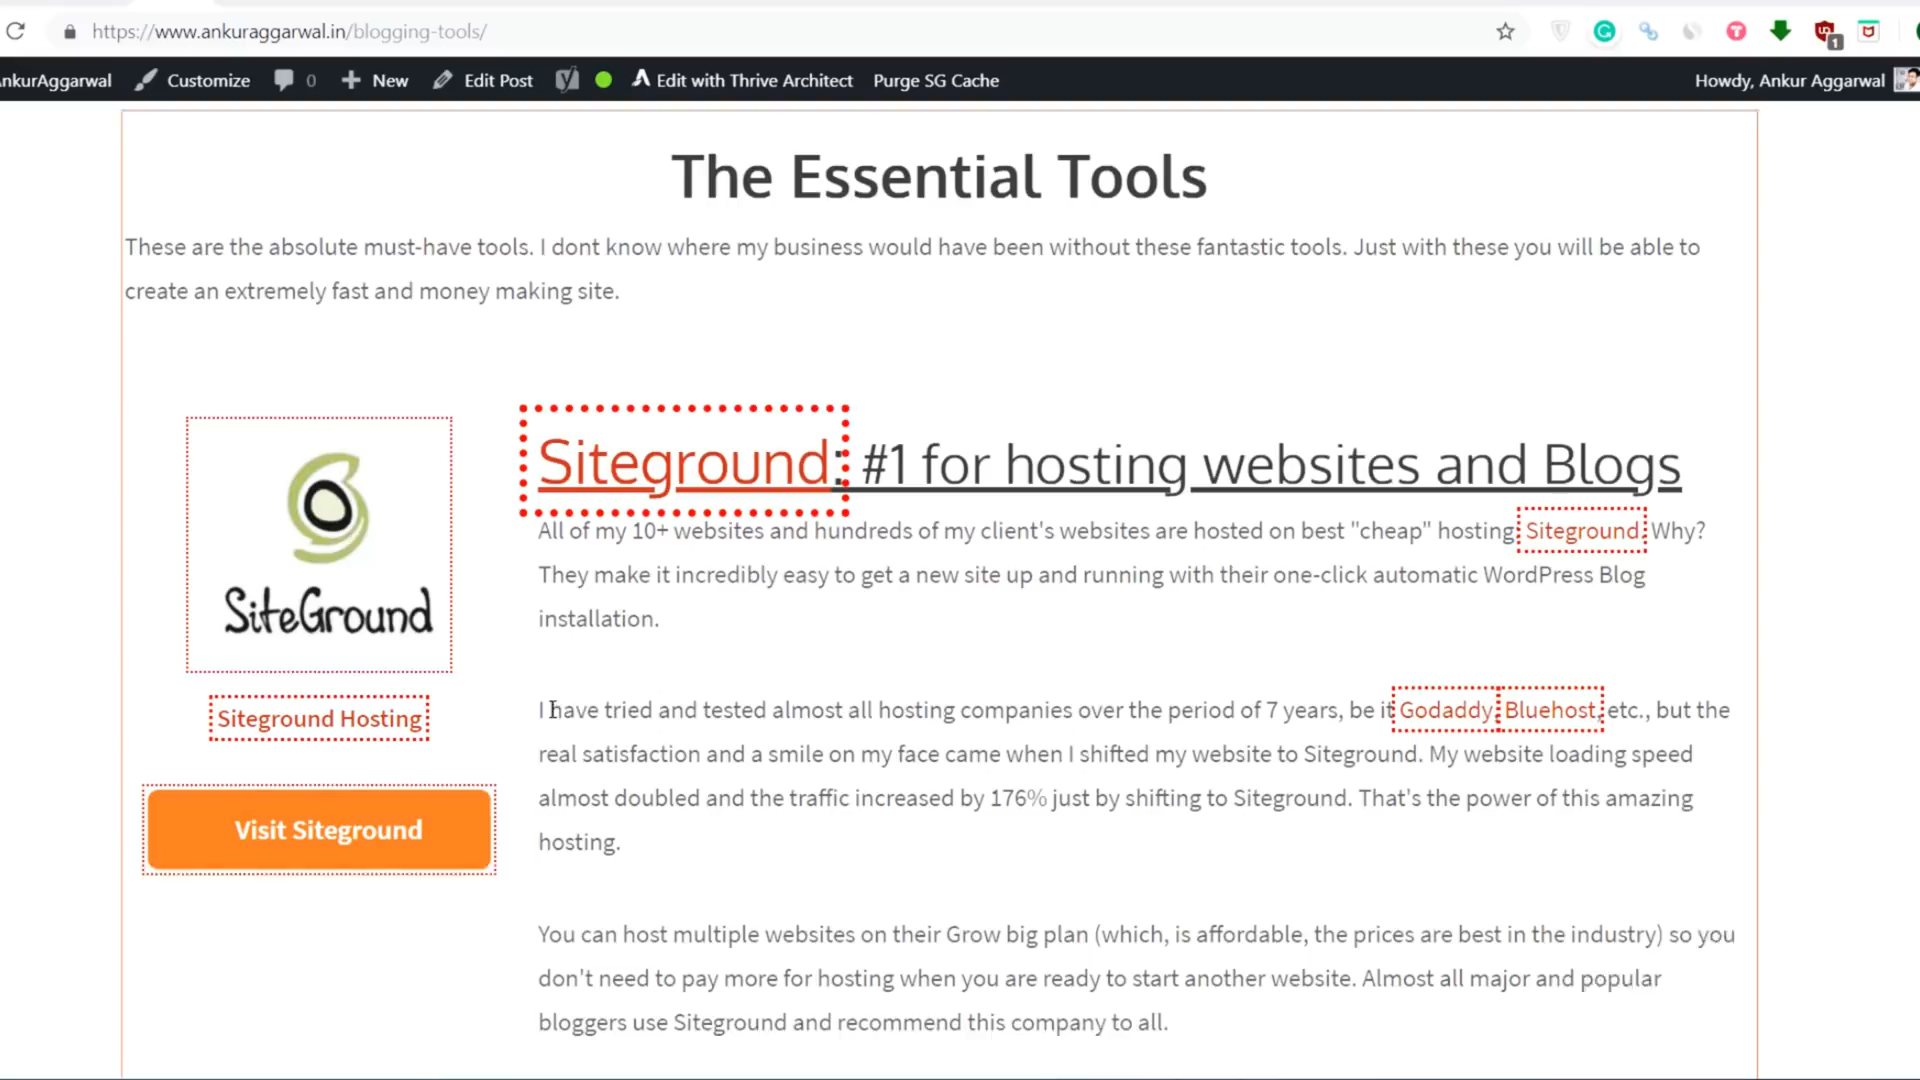 https://www.ankuraggarwal.in/blogging-tools/
1
AnkurAggarwal Customize 0 New Edit Post Edit with Thrive Architect Purge SG Cache Howdy, Ankur Aggarwal
The Essential Tools
These are the absolute must-have tools. I dont know where my business would have been without these fantastic tools. Just with these you will be able to
create an extremely fast and money making site.
SiteGround
Siteground Hosting
Visit Siteground
Siteground: #1 for hosting websites and Blogs
All of my 10+ websites and hundreds of my client's websites are hosted on best "cheap" hosting: Siteground. Why?
They make it incredibly easy to get a new site up and running with their one-click automatic WordPress Blog
installation.
I have tried and tested almost all hosting companies over the period of 7 years, be it Godaddy, Bluehost, etc., but the
real satisfaction and a smile on my face came when I shifted my website to Siteground. My website loading speed
almost doubled and the traffic increased by 176% just by shifting to Siteground. That's the power of this amazing
hosting.
You can host multiple websites on their Grow big plan (which, is affordable, the prices are best in the industry) so you
don't need to pay more for hosting when you are ready to start another website. Almost all major and popular
bloggers use Siteground and recommend this company to all.